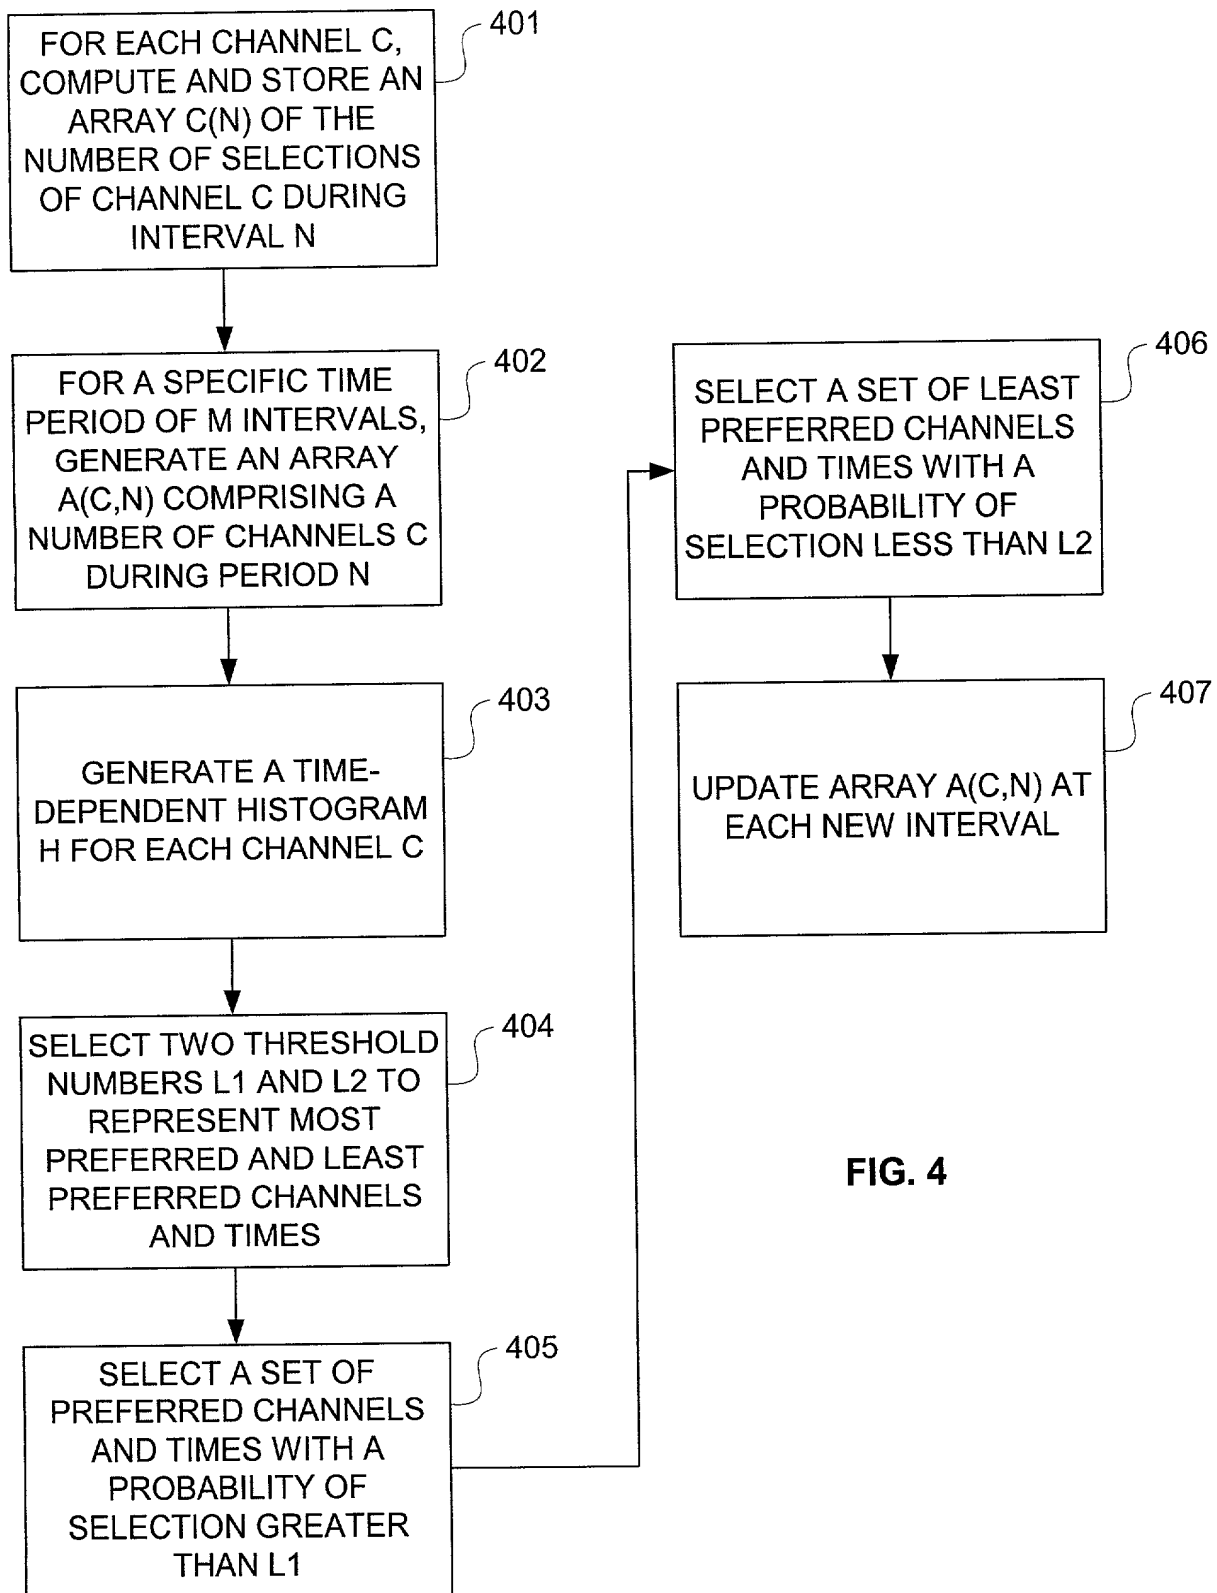 401
FOR EACH CHANNEL C,
COMPUTE AND STORE AN
ARRAY C(N) OF THE
NUMBER OF SELECTIONS
OF CHANNEL C DURING
INTERVAL N
402
FOR A SPECIFIC TIME
PERIOD OF M INTERVALS,
GENERATE AN ARRAY
A(C,N) COMPRISING A
NUMBER OF CHANNELS C
DURING PERIOD N
403
GENERATE A TIME-
DEPENDENT HISTOGRAM
H FOR EACH CHANNEL C
404
SELECT TWO THRESHOLD
NUMBERS L1 AND L2 TO
REPRESENT MOST
PREFERRED AND LEAST
PREFERRED CHANNELS
AND TIMES
405
SELECT A SET OF
PREFERRED CHANNELS
AND TIMES WITH A
PROBABILITY OF
SELECTION GREATER
THAN L1
406
SELECT A SET OF LEAST
PREFERRED CHANNELS
AND TIMES WITH A
PROBABILITY OF
SELECTION LESS THAN L2
407
UPDATE ARRAY A(C,N) AT
EACH NEW INTERVAL
FIG. 4